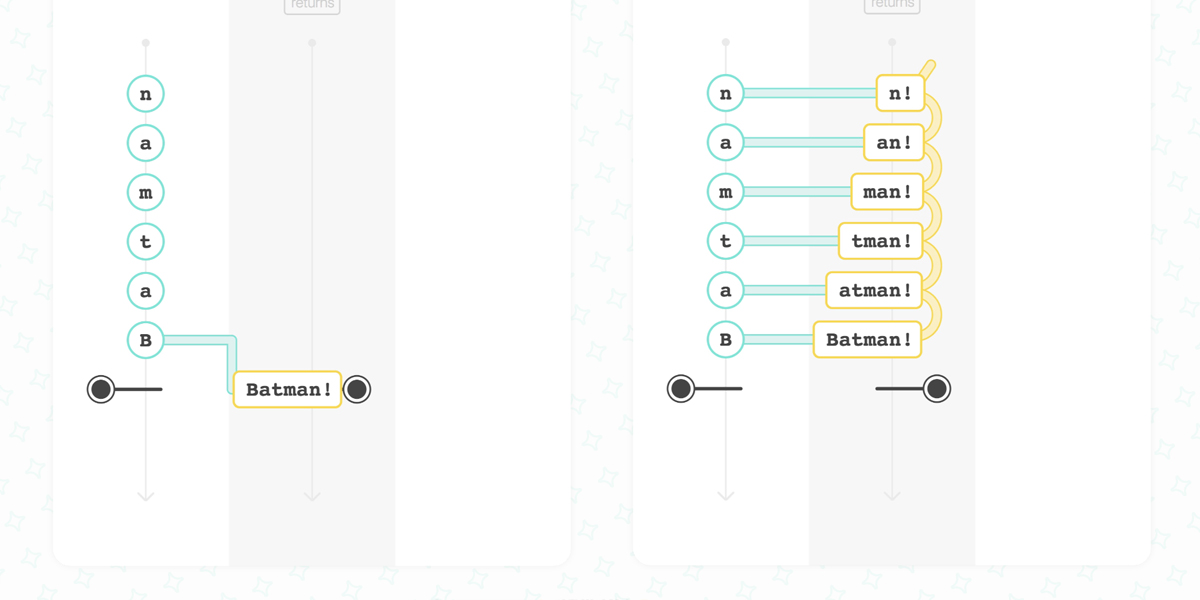 returns
n
a
m
t
a
B
Batman!
returns
n n!
a an!
m man!
t tman!
a atman!
B Batman!